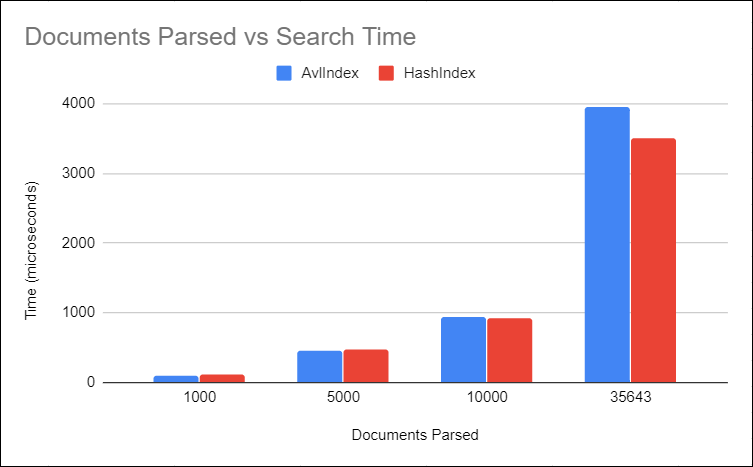 Documents Parsed vs Search Time
AvlIndex HashIndex
4000
3000
2000
1000
0
Time (microseconds)
1000 5000 10000 35643
Documents Parsed